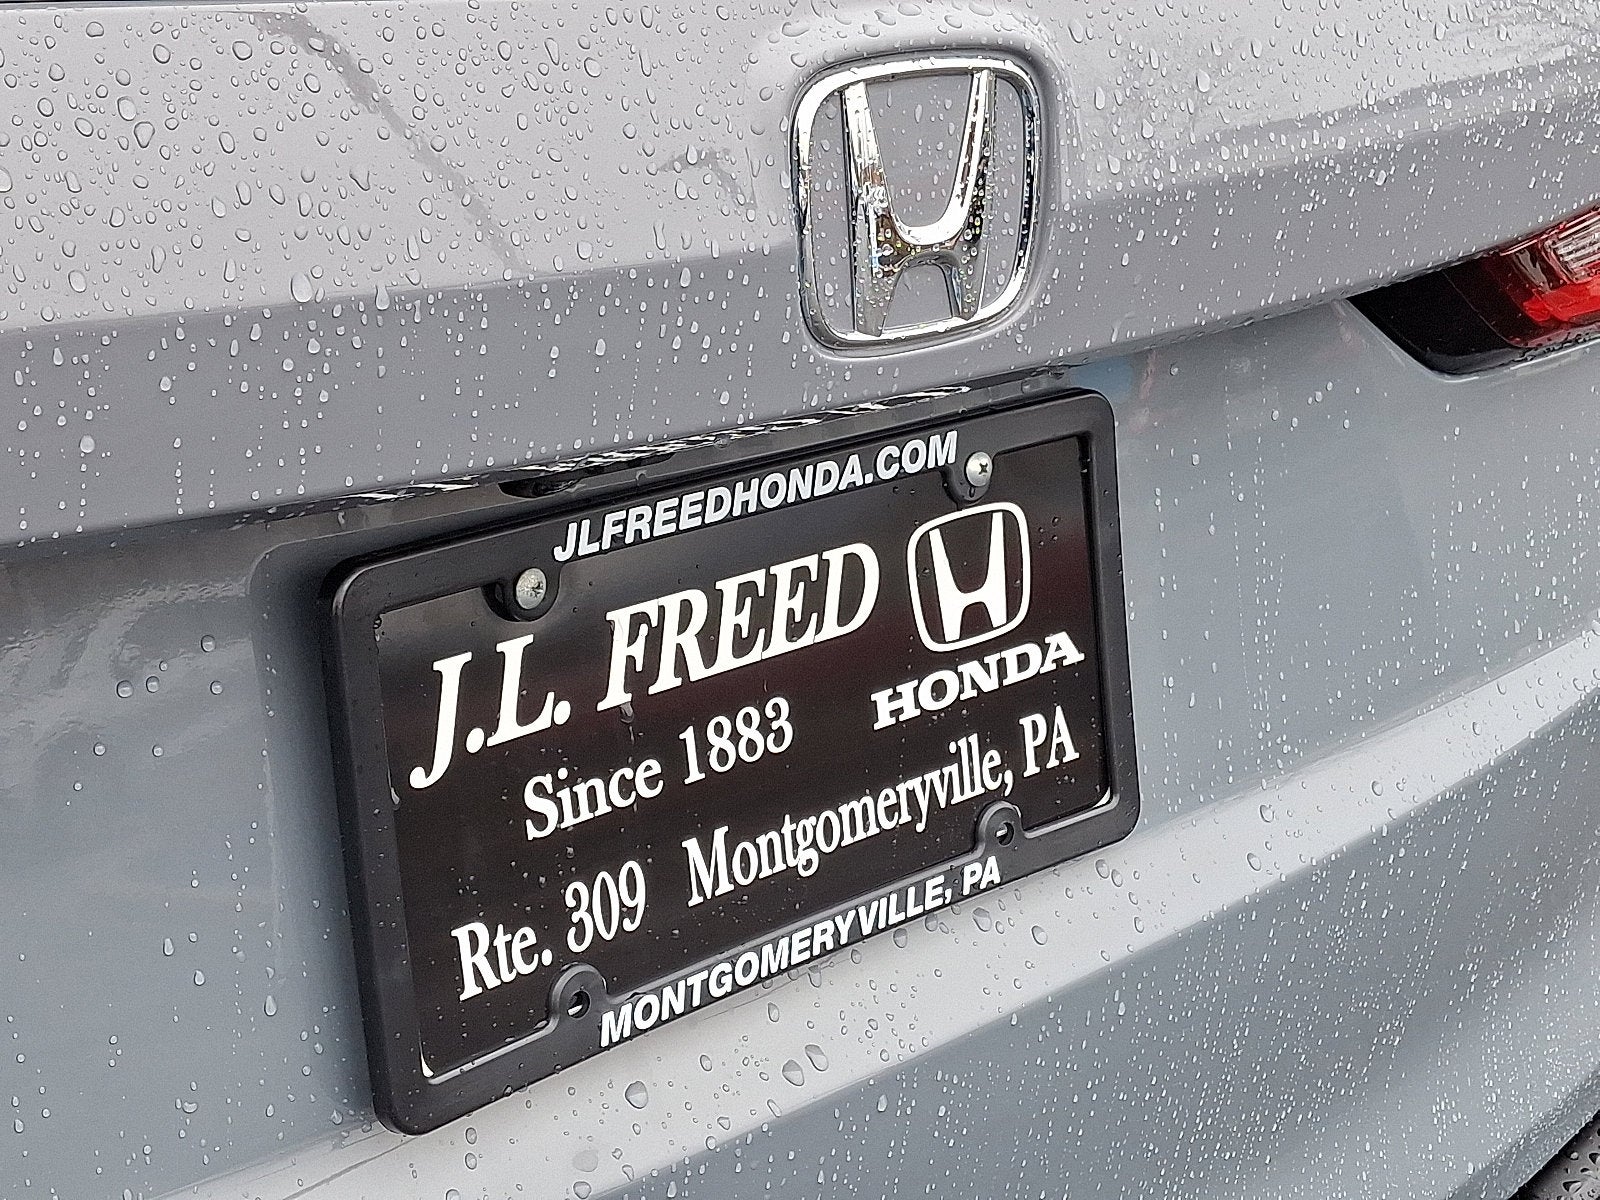 JLFREEDHONDA.COM
J.L. FREED
HONDA
Since 1883
Rte. 309 Montgomeryville, PA
MONTGOMERYVILLE, PA